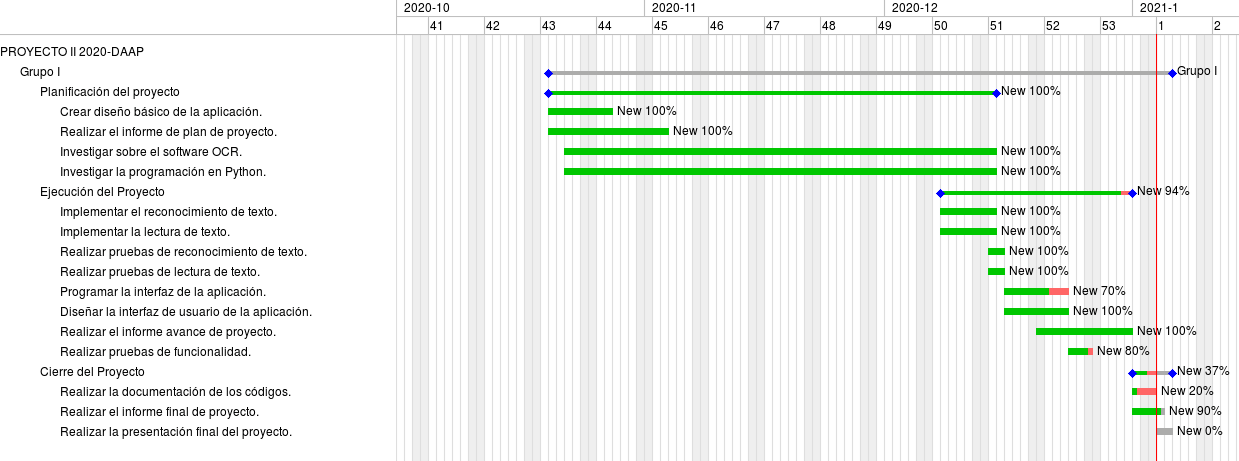 2020-10 2020-11 2020-12 2021-1
41 42 43 44 45 46 47 48 49 50 51 52 53 1 2
PROYECTO II 2020-DAAP
Grupo I Grupo I
Planificación del proyecto New 100%
Crear diseño básico de la aplicación. New 100%
Realizar el informe de plan de proyecto. New 100%
Investigar sobre el software OCR. New 100%
Investigar la programación en Python. New 100%
Ejecución del Proyecto New 94%
Implementar el reconocimiento de texto. New 100%
Implementar la lectura de texto. New 100%
Realizar pruebas de reconocimiento de texto. New 100%
Realizar pruebas de lectura de texto. New 100%
Programar la interfaz de la aplicación. New 70%
Diseñar la interfaz de usuario de la aplicación. New 100%
Realizar el informe avance de proyecto. New 100%
Realizar pruebas de funcionalidad. New 80%
Cierre del Proyecto New 37%
Realizar la documentación de los códigos. New 20%
Realizar el informe final de proyecto. New 90%
Realizar la presentación final del proyecto. New 0%